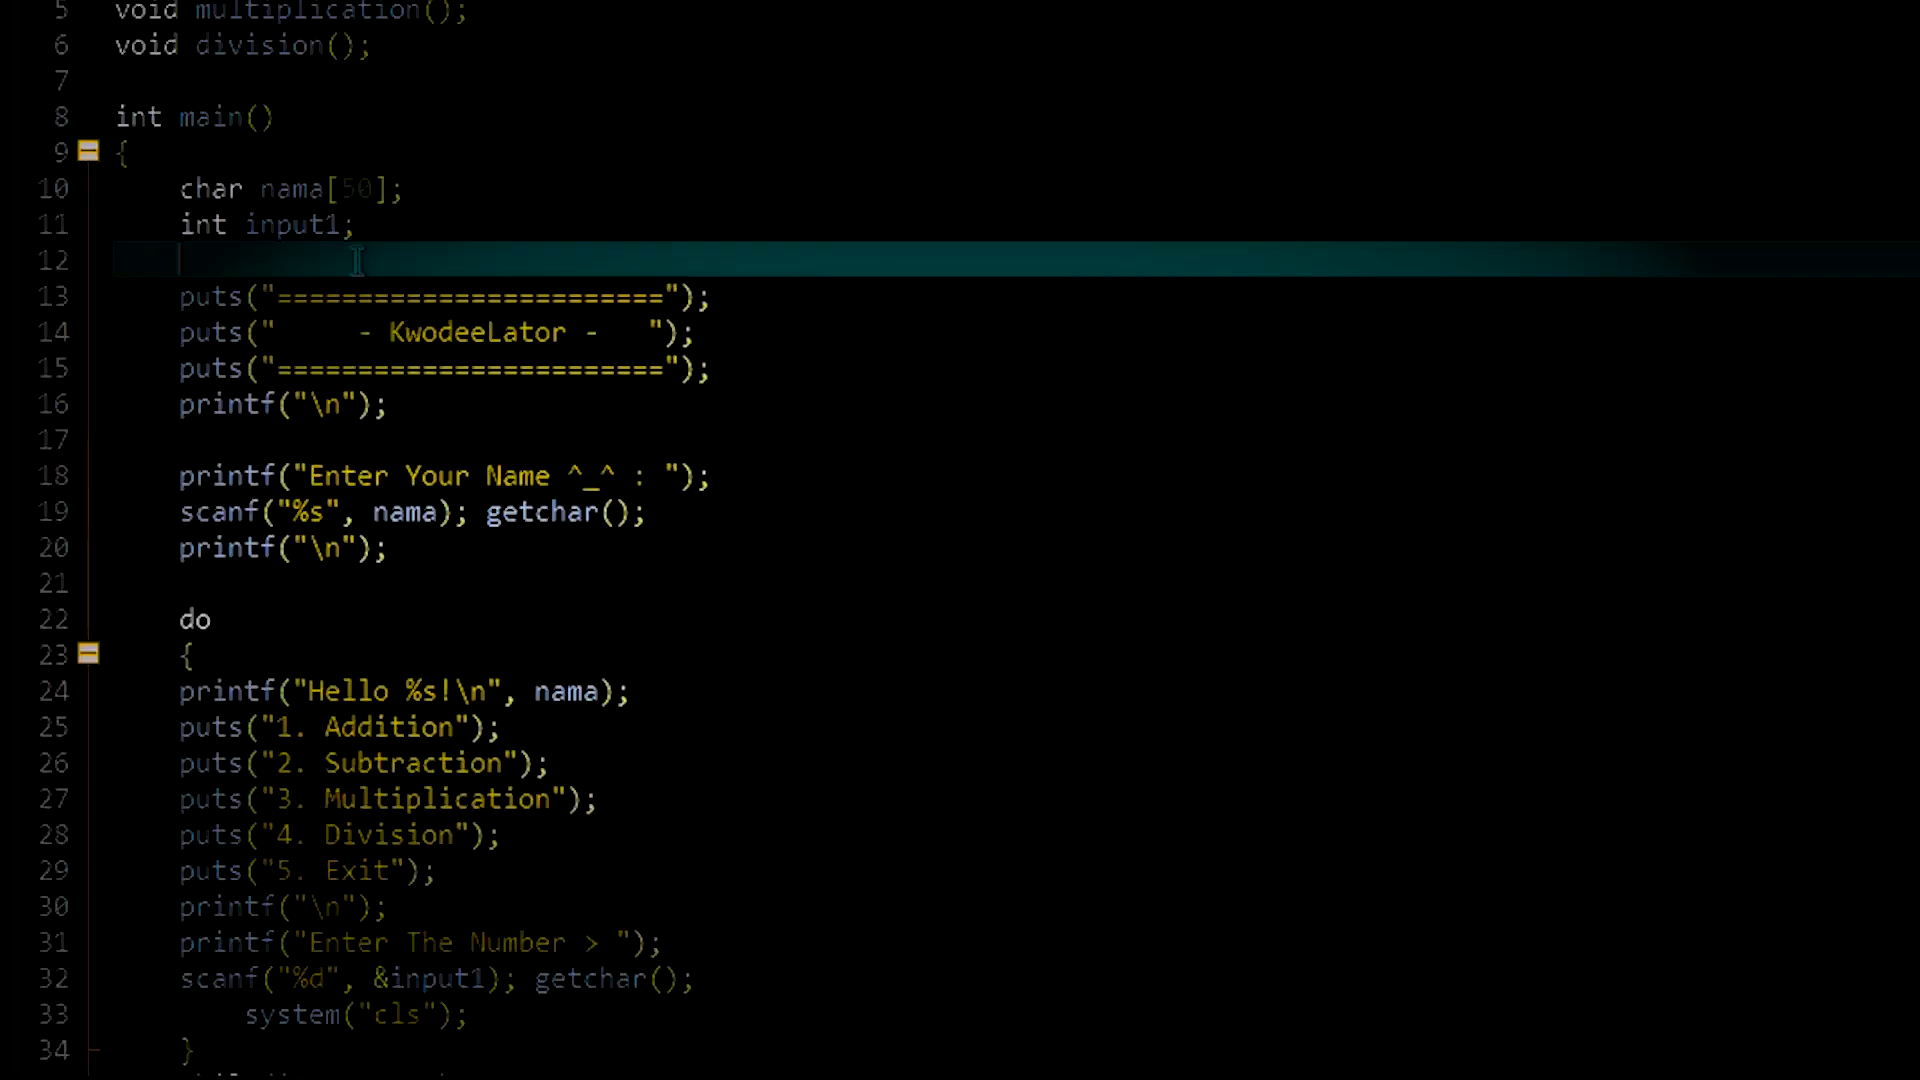 5 void multiplication();
6 void division();
7
8 int main()
9 {
10 char nama[50];
11 int input1;
12
13 puts("========================");
14 puts("     - KwodeeLator -   ");
15 puts("========================");
16 printf("\n");
17
18 printf("Enter Your Name ^_^ : ");
19 scanf("%s", nama); getchar();
20 printf("\n");
21
22 do
23 {
24 printf("Hello %s!\n", nama);
25 puts("1. Addition");
26 puts("2. Subtraction");
27 puts("3. Multiplication");
28 puts("4. Division");
29 puts("5. Exit");
30 printf("\n");
31 printf("Enter The Number > ");
32 scanf("%d", &input1); getchar();
33 system("cls");
34 }